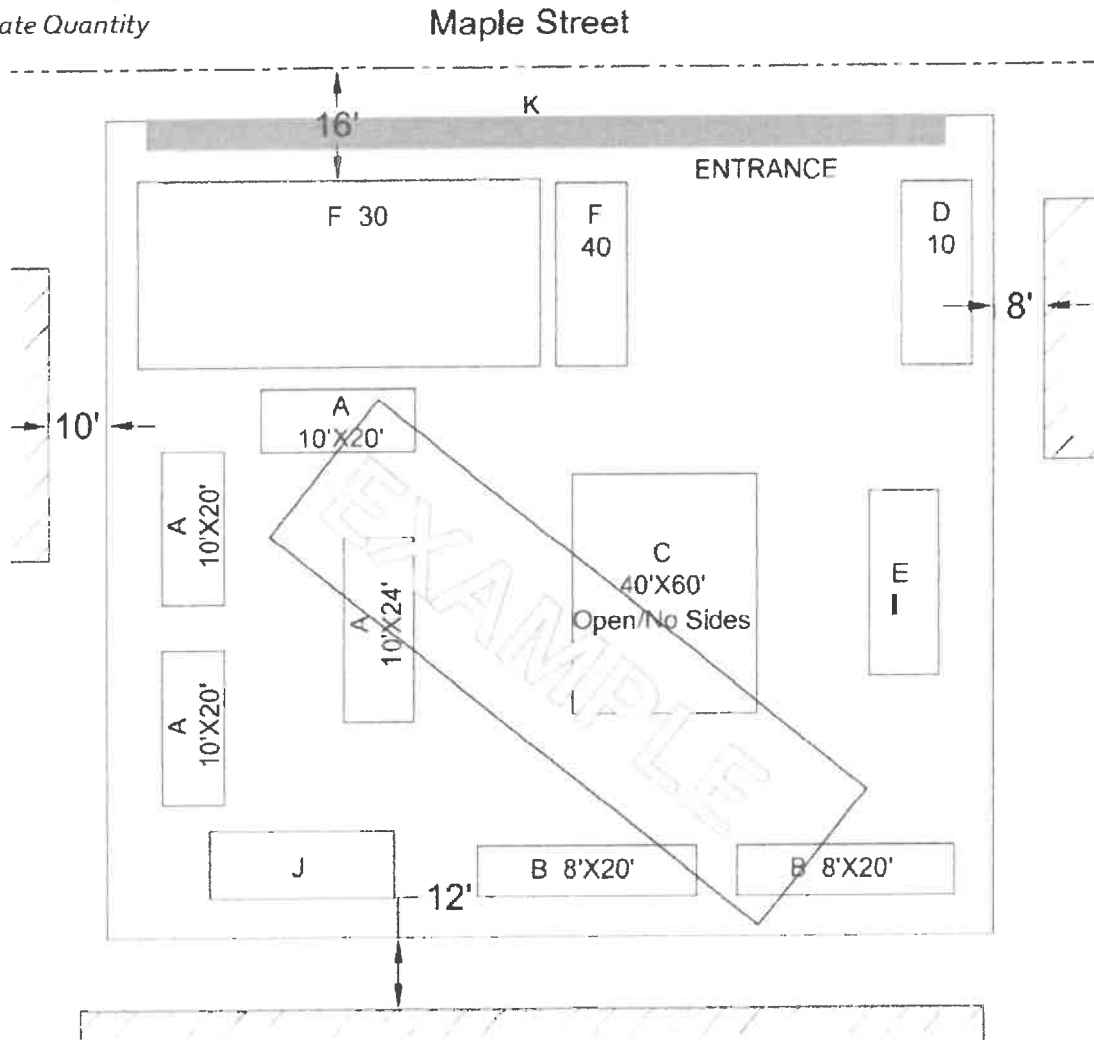 ate Quantity
Maple Street
K
16'
ENTRANCE
F 30
F
40
D
10
8'
10'
A
10'X20'
A
10'X20'
A
10'X24'
C
40'X60'
Open/No Sides
E
I
A
10'X20'
EXAMPLE
J
B 8'X20'
B 8'X20'
12'